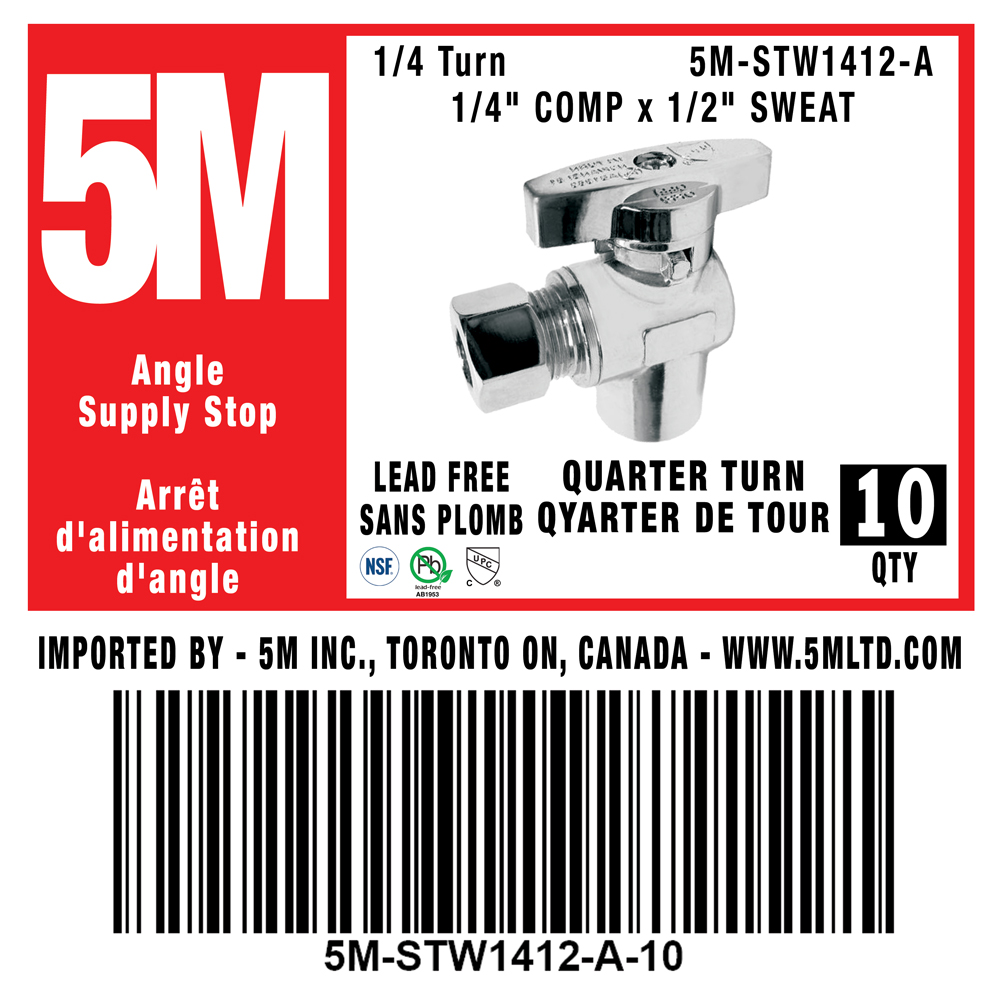 5M
Angle
Supply Stop
Arrêt
d'alimentation
d'angle
1/4 Turn 5M-STW1412-A
1/4" COMP x 1/2" SWEAT
LEAD FREE
SANS PLOMB
QUARTER TURN
QYARTER DE TOUR
10
QTY
NSF
Pb
lead-free
AB1953
UPC
C ®
IMPORTED BY - 5M INC., TORONTO ON, CANADA - WWW.5MLTD.COM
5M-STW1412-A-10